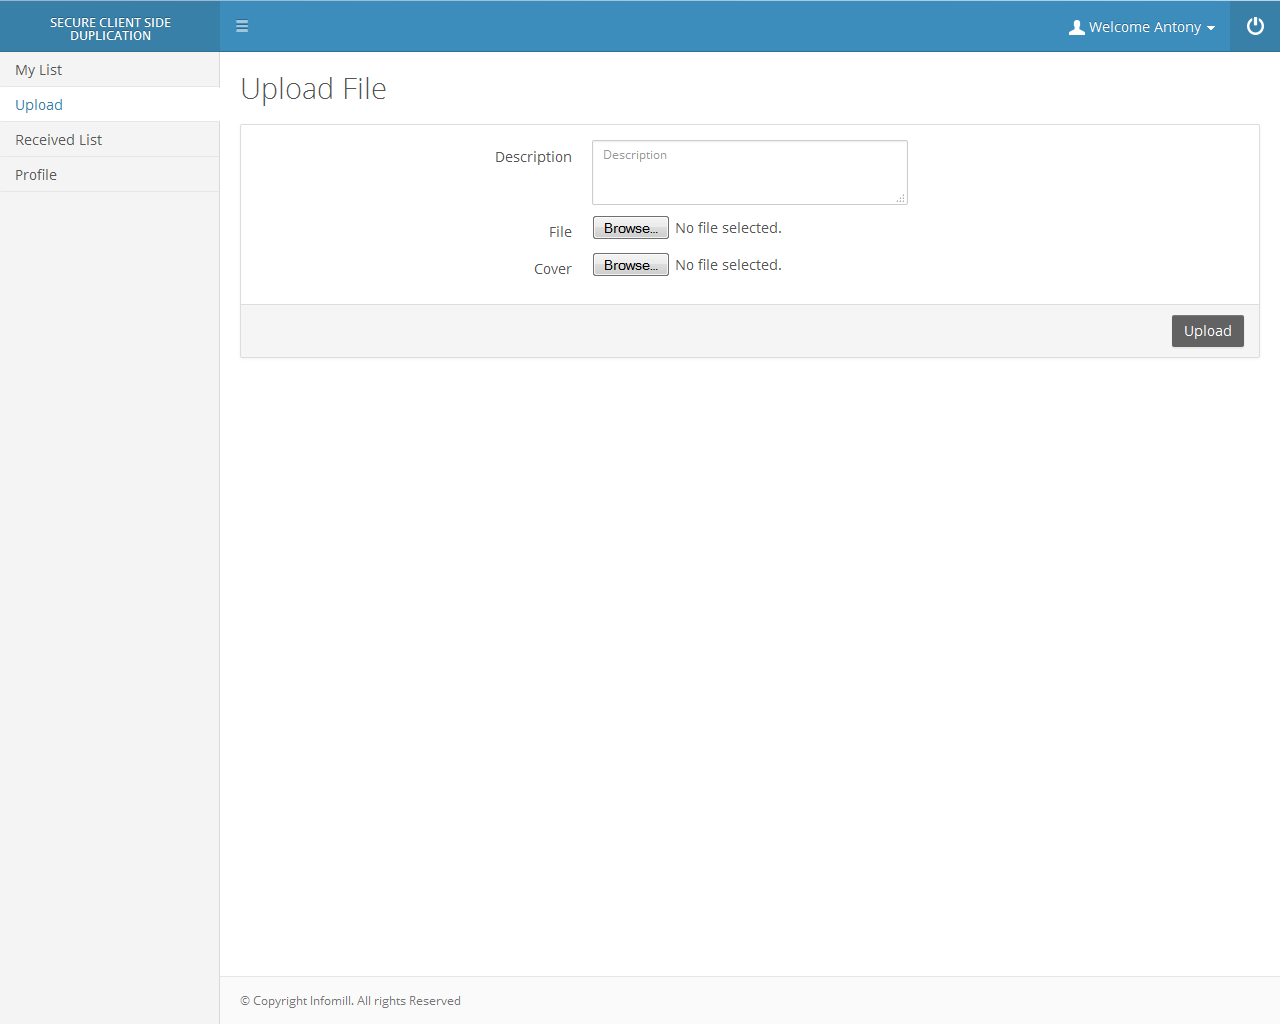 SECURE CLIENT SIDE
DUPLICATION
Welcome Antony
My List
Upload
Received List
Profile
Upload File
Description
Description
File
Browse...
No file selected.
Cover
Browse...
No file selected.
Upload
© Copyright Infomill. All rights Reserved